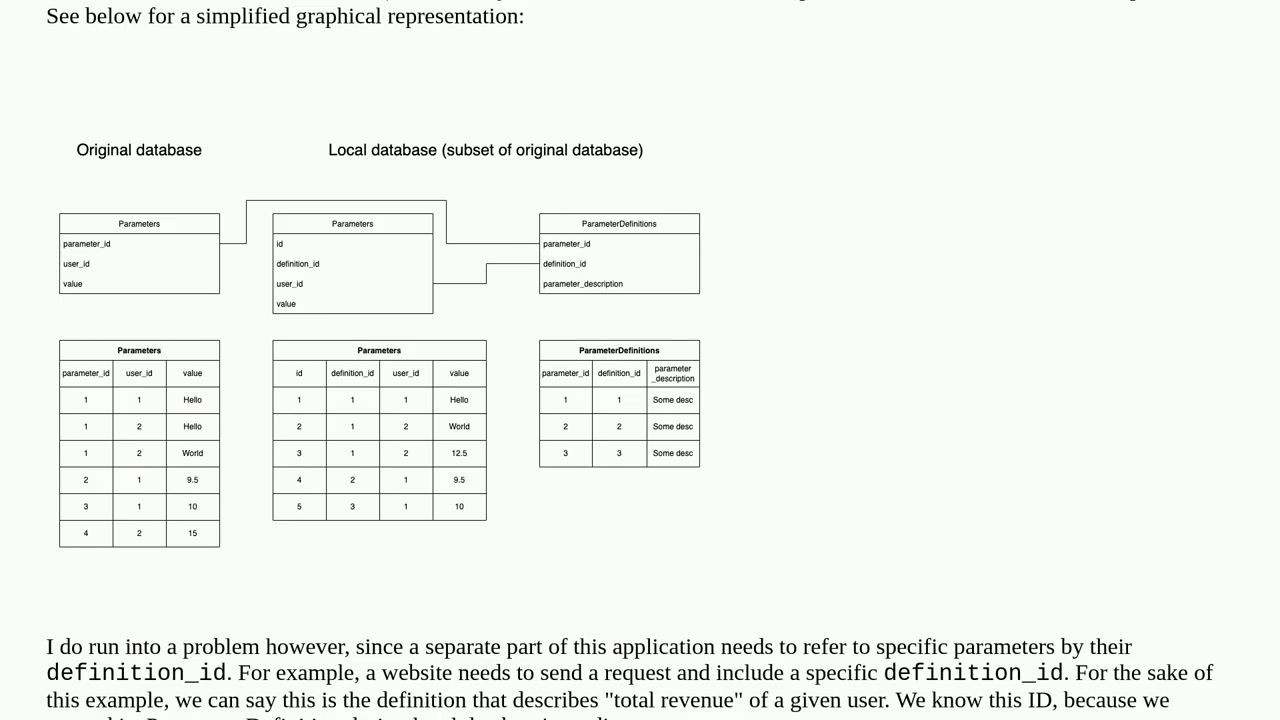 See below for a simplified graphical representation:
Original database
Local database (subset of original database)
Parameters
parameter_id
user_id
value
Parameters
id
definition_id
user_id
value
ParameterDefinitions
parameter_id
definition_id
parameter_description
Parameters
parameter_id user_id value
1 1 Hello
1 2 Hello
1 2 World
2 1 9.5
3 1 10
4 2 15
Parameters
id definition_id user_id value
1 1 1 Hello
2 1 2 World
3 1 2 12.5
4 2 1 9.5
5 3 1 10
ParameterDefinitions
parameter_id definition_id parameter
_description
1 1 Some desc
2 2 Some desc
3 3 Some desc
I do run into a problem however, since a separate part of this application needs to refer to specific parameters by their
definition_id. For example, a website needs to send a request and include a specific definition_id. For the sake of
this example, we can say this is the definition that describes "total revenue" of a given user. We know this ID, because we